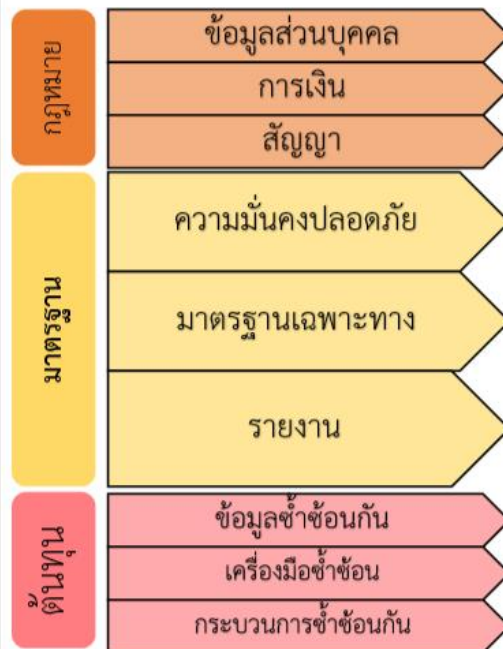 กฎหมาย
ข้อมูลส่วนบุคคล
การเงิน
สัญญา
มาตรฐาน
ความมั่นคงปลอดภัย
มาตรฐานเฉพาะทาง
รายงาน
ต้นทุน
ข้อมูลซ้ำซ้อนกัน
เครื่องมือซ้ำซ้อน
กระบวนการซ้ำซ้อนกัน